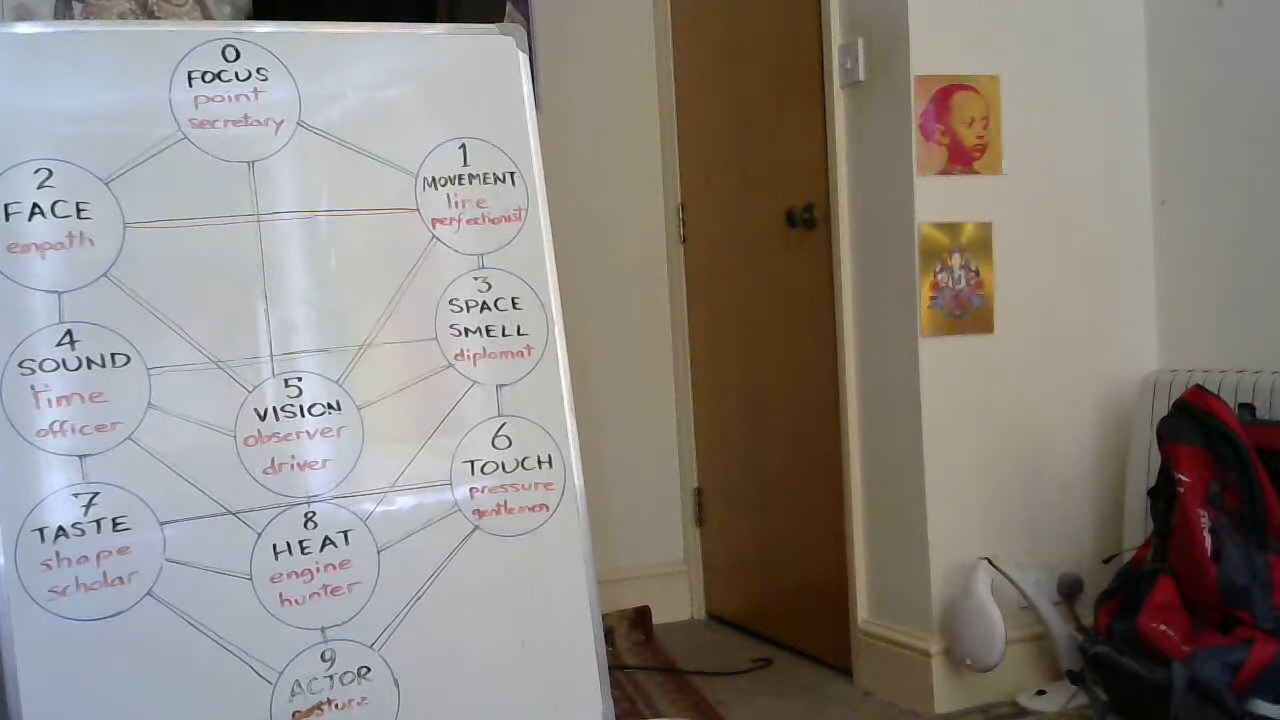 0
FOCUS
point
secretary
1
MOVEMENT
line
perfectionist
2
FACE
empath
3
SPACE
SMELL
diplomat
4
SOUND
time
officer
5
VISION
observer
driver
6
TOUCH
pressure
gentleman
7
TASTE
shape
scholar
8
HEAT
engine
hunter
9
ACTOR
posture